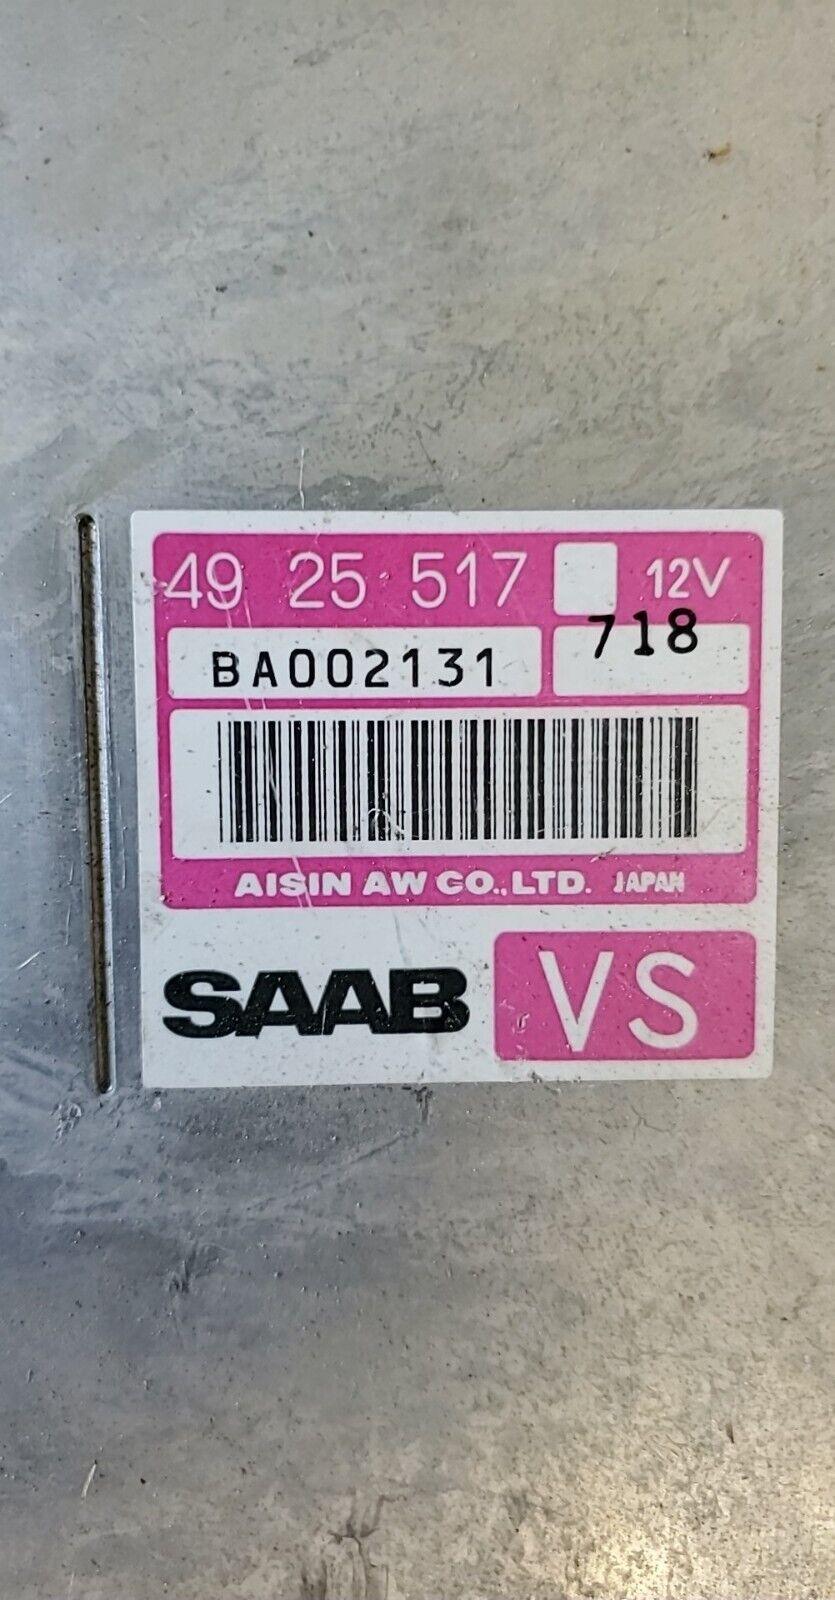 49 25 517 12V
BA002131 718
AISIN AW CO.,LTD. JAPAN
SAAB VS